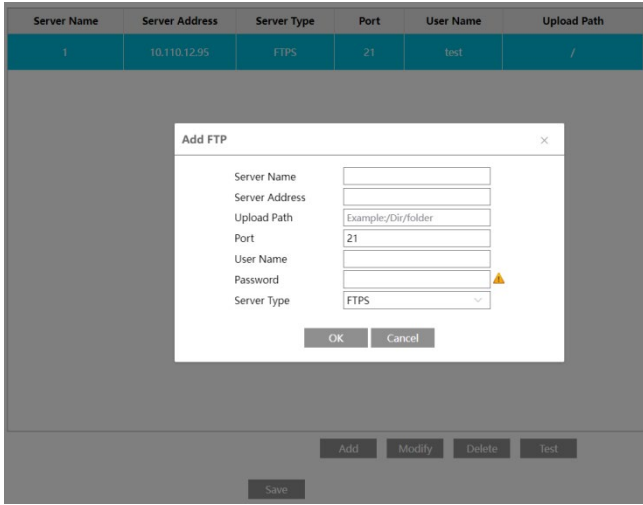 Server Name Server Address Server Type Port User Name Upload Path
1 10.110.12.95 FTPS 21 test /
Add FTP
Server Name
Server Address
Upload Path Example:/Dir/folder
Port 21
User Name
Password
Server Type FTPS
OK Cancel
Add Modify Delete Test
Save